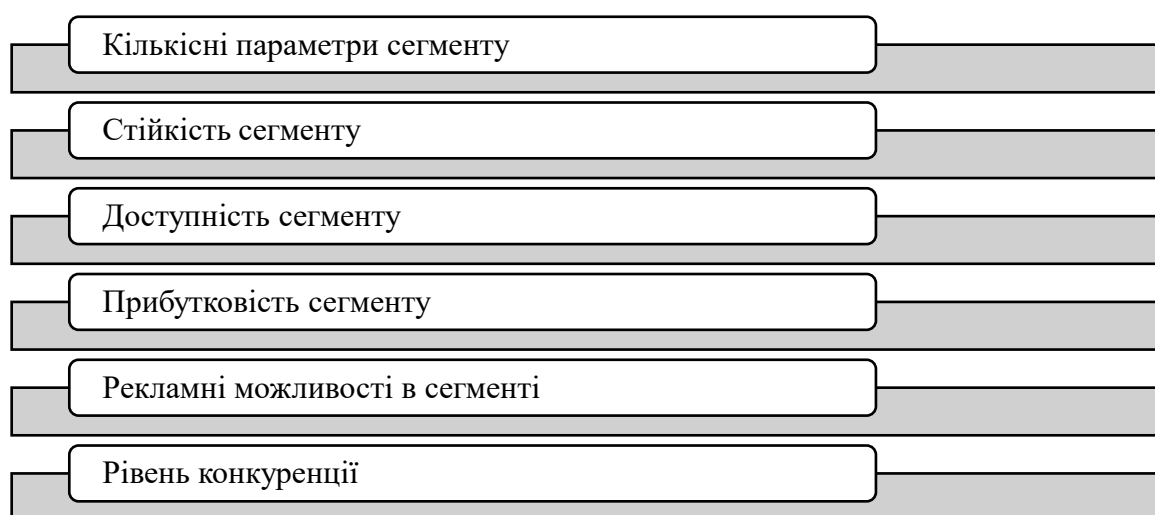 Кількісні параметри сегменту
Стійкість сегменту
Доступність сегменту
Прибутковість сегменту
Рекламні можливості в сегменті
Рівень конкуренції